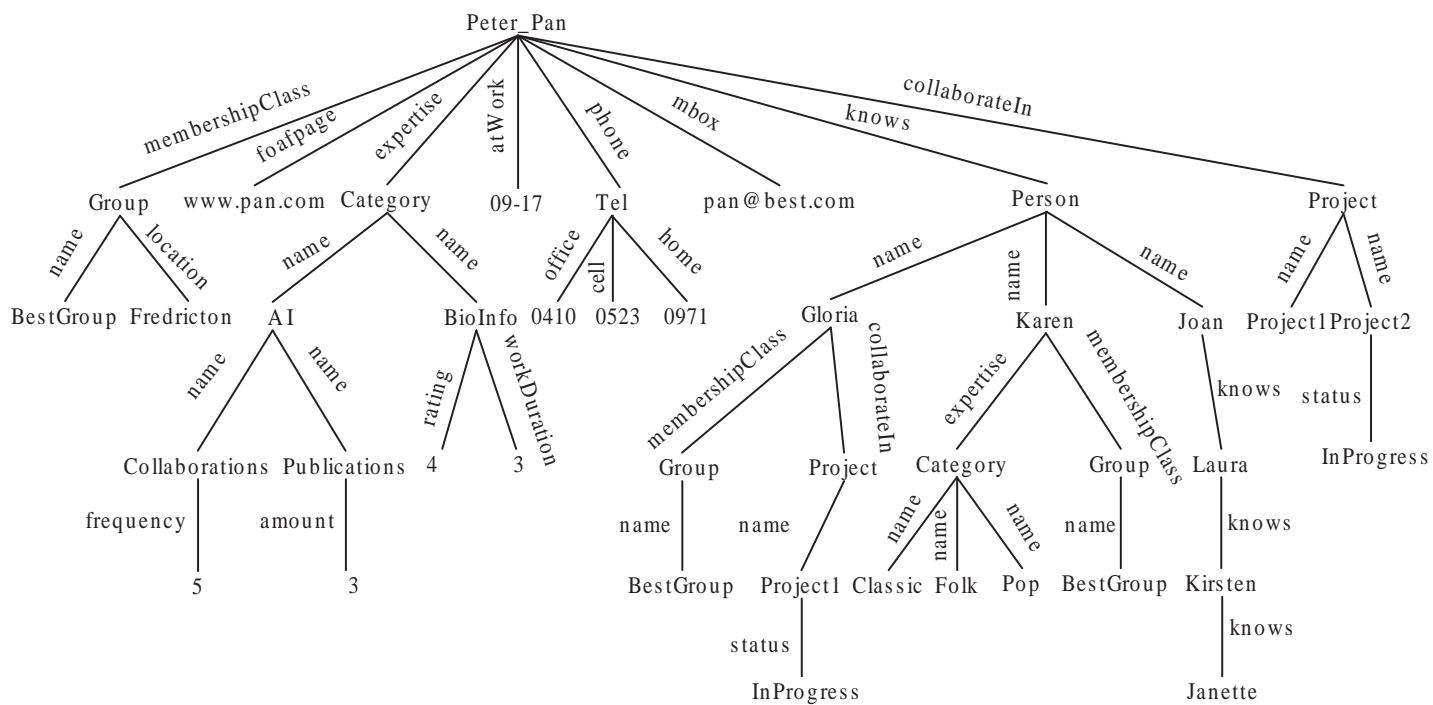 Peter_Pan
membershipClass
foafpage
expertise
atWork
phone
mbox
knows
collaborateIn
Group
www.pan.com
Category
09-17
Tel
pan@best.com
Person
Project
name
location
name
name
office
cell
home
name
name
name
name
name
BestGroup
Fredricton
AI
BioInfo
0410
0523
0971
Gloria
Karen
Joan
Project1
Project2
name
name
rating
workDuration
membershipClass
collaborateIn
expertise
membershipClass
knows
status
Collaborations
Publications
4
3
Group
Project
Category
Group
Laura
InProgress
frequency
amount
name
name
name
name
name
name
knows
5
3
BestGroup
Project1
Classic
Folk
Pop
BestGroup
Kirsten
status
knows
InProgress
Janette